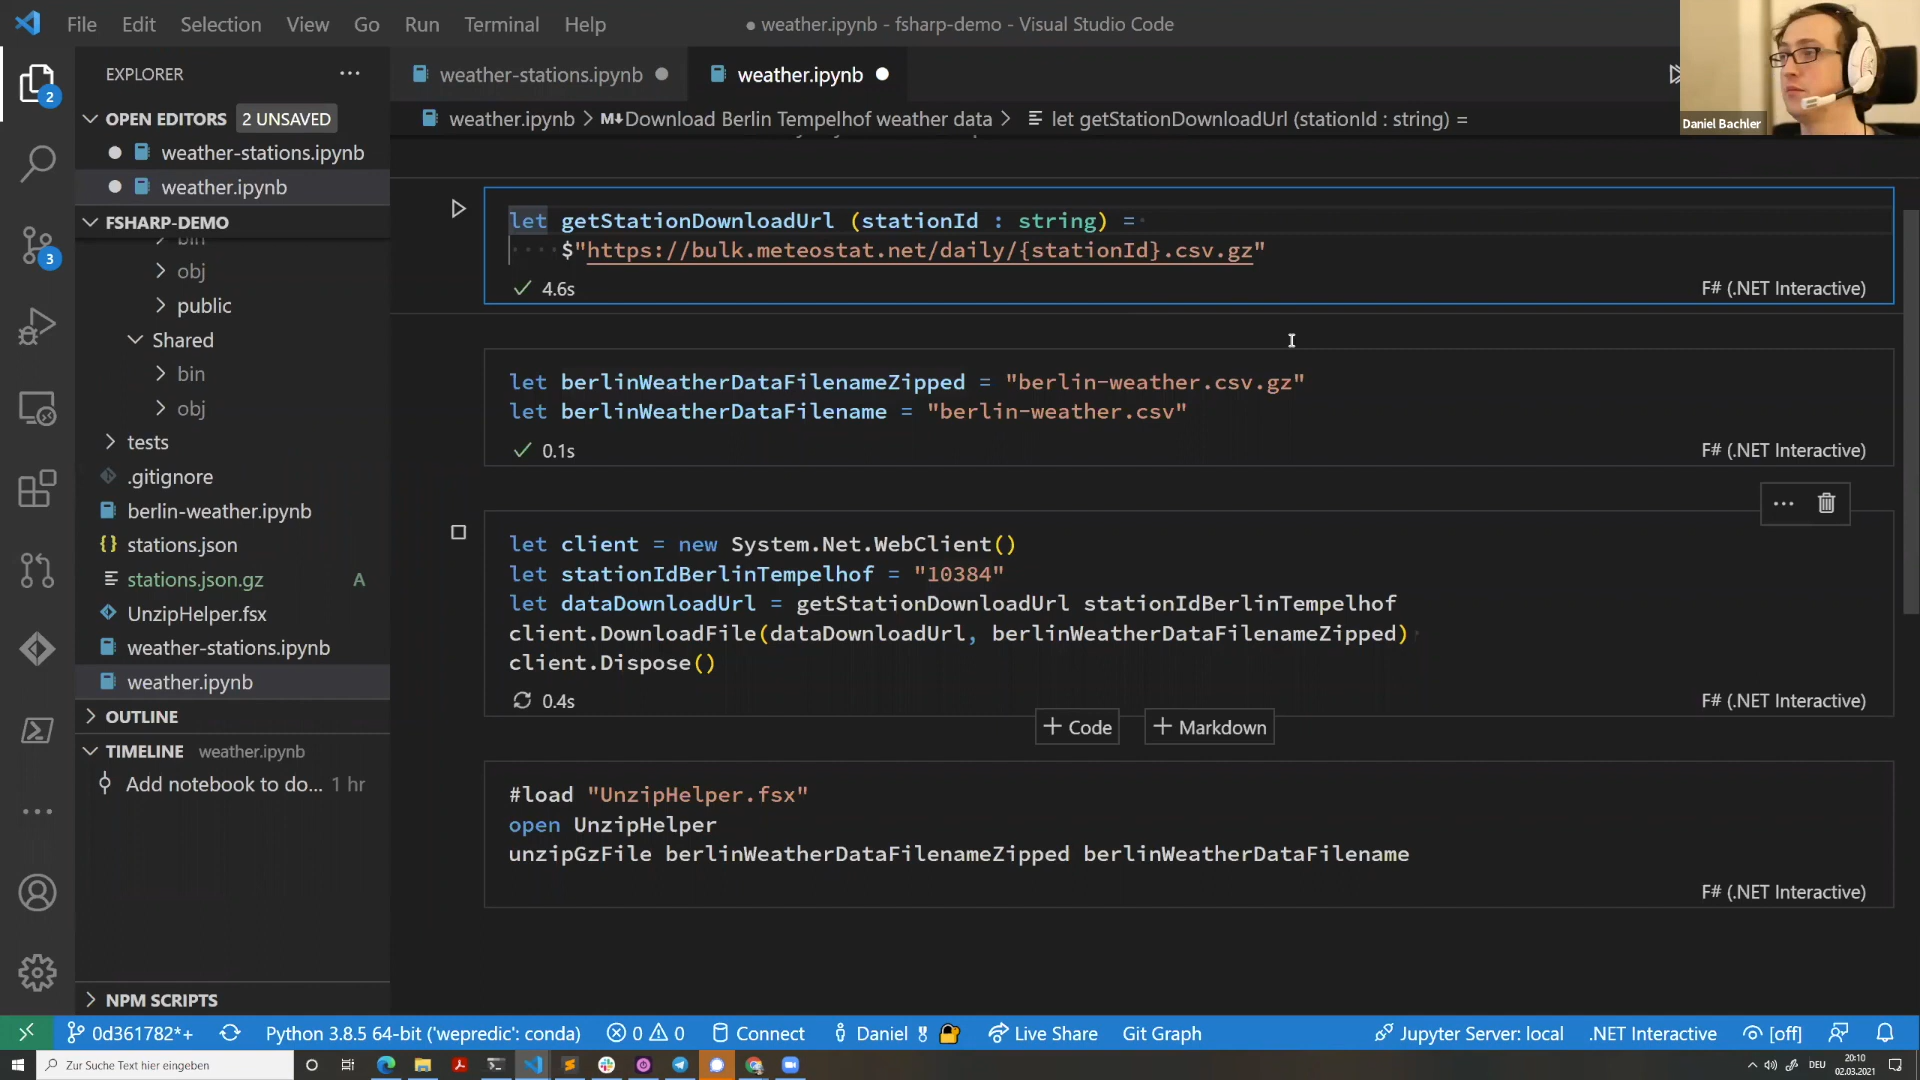 File Edit Selection View Go Run Terminal Help
● weather.ipynb - fsharp-demo - Visual Studio Code
Daniel Bachler
EXPLORER
OPEN EDITORS 2 UNSAVED
weather-stations.ipynb
weather.ipynb
FSHARP-DEMO
bin
obj
public
Shared
bin
obj
tests
.gitignore
berlin-weather.ipynb
{} stations.json
stations.json.gz A
UnzipHelper.fsx
weather-stations.ipynb
weather.ipynb
OUTLINE
TIMELINE weather.ipynb
Add notebook to do... 1 hr
NPM SCRIPTS
2
3
weather-stations.ipynb
weather.ipynb
weather.ipynb > M↓Download Berlin Tempelhof weather data > let getStationDownloadUrl (stationId : string) =
let getStationDownloadUrl (stationId : string) =
$"https://bulk.meteostat.net/daily/{stationId}.csv.gz"
4.6s
F# (.NET Interactive)
let berlinWeatherDataFilenameZipped = "berlin-weather.csv.gz"
let berlinWeatherDataFilename = "berlin-weather.csv"
0.1s
F# (.NET Interactive)
let client = new System.Net.WebClient()
let stationIdBerlinTempelhof = "10384"
let dataDownloadUrl = getStationDownloadUrl stationIdBerlinTempelhof
client.DownloadFile(dataDownloadUrl, berlinWeatherDataFilenameZipped)
client.Dispose()
0.4s
F# (.NET Interactive)
+ Code + Markdown
#load "UnzipHelper.fsx"
open UnzipHelper
unzipGzFile berlinWeatherDataFilenameZipped berlinWeatherDataFilename
F# (.NET Interactive)
0d361782*+ Python 3.8.5 64-bit ('wepredic': conda) 0 0 Connect Daniel Live Share Git Graph Jupyter Server: local .NET Interactive [off]
Zur Suche Text hier eingeben
DEU
20:10
02.03.2021